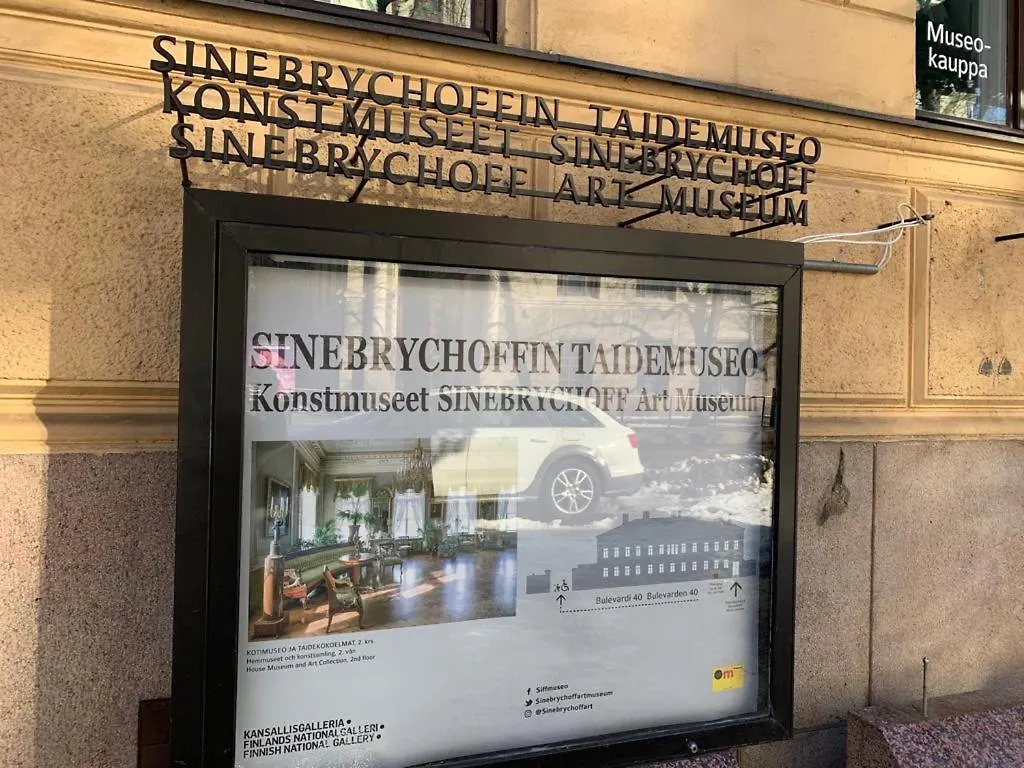 Museo-
kauppa
SINEBRYCHOFFIN TAIDEMUSEO
KONSTMUSEET SINEBRYCHOFF
SINEBRYCHOFF ART MUSEUM
SINEBRYCHOFFIN TAIDEMUSEO
Konstmuseet SINEBRYCHOFF Art Museum
KOTIMUSEO JA TAIDEKOKOELMAT, 2. krs.
Hemmuseet och konstsamling, 2. vån
House Museum and Art Collection, 2nd floor
Bulevardi 40 Bulevarden 40
Siffmuseo
Sinebrychoffartmuseum
@Sinebrychoffart
m
KANSALLISGALLERIA
FINLANDS NATIONALGALLERI
FINNISH NATIONAL GALLERY